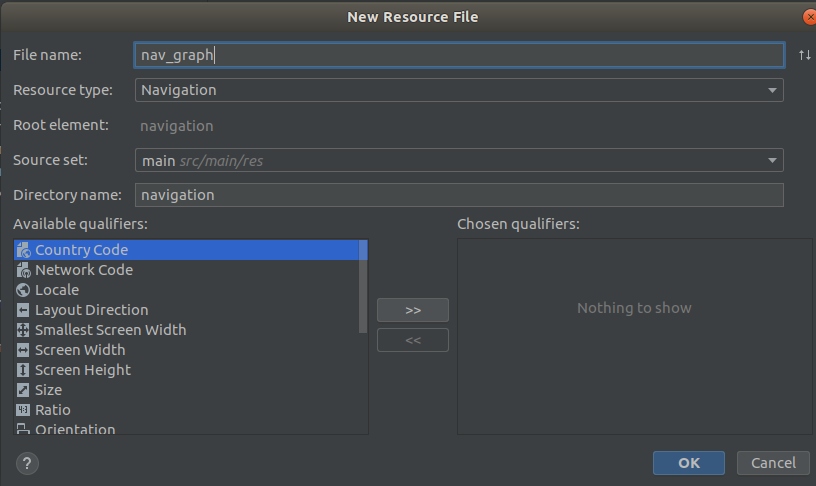 New Resource File
File name: nav_graph
Resource type: Navigation
Root element: navigation
Source set: main src/main/res
Directory name: navigation
Available qualifiers:
Chosen qualifiers:
Country Code
Network Code
Locale
Layout Direction
Smallest Screen Width
Screen Width
Screen Height
Size
Ratio
Orientation
>>
<<
Nothing to show
?
OK
Cancel